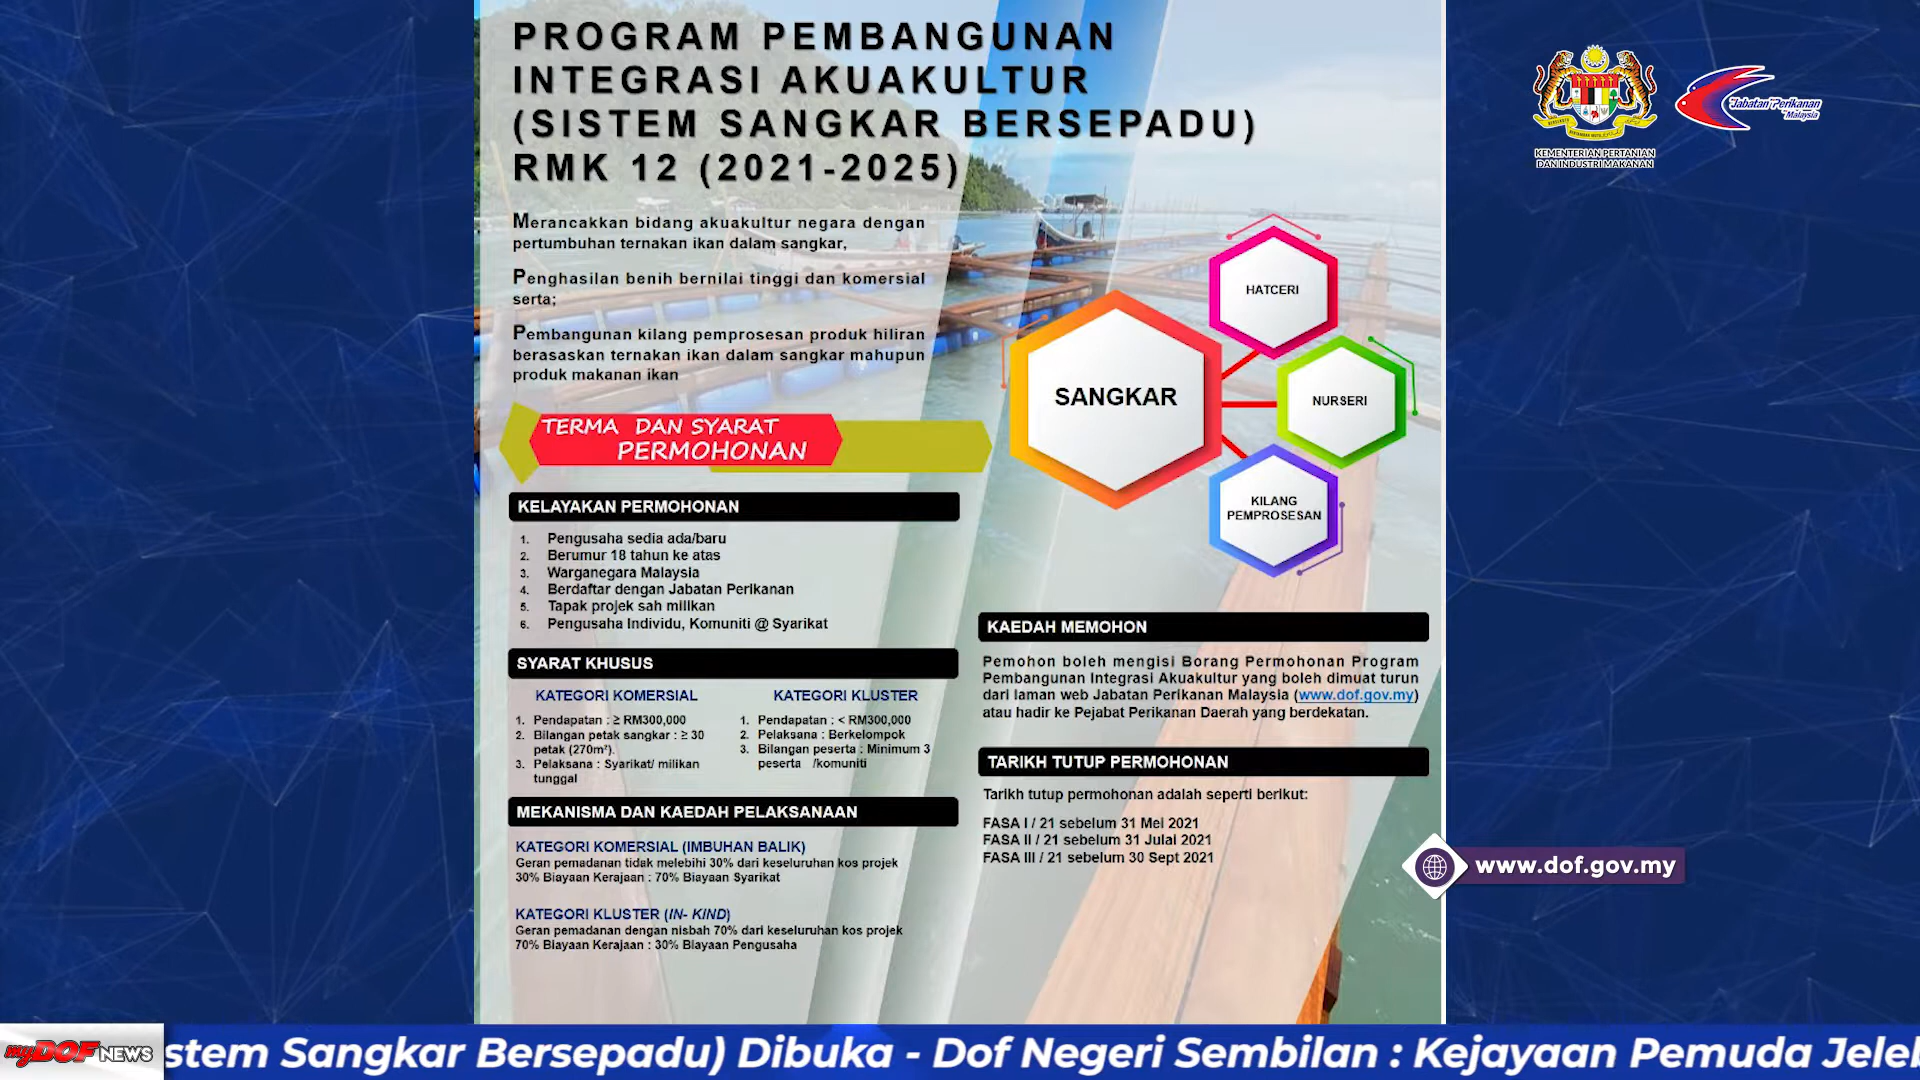 PROGRAM PEMBANGUNAN
INTEGRASI AKUAKULTUR
(SISTEM SANGKAR BERSEPADU)
RMK 12 (2021-2025)
Merancakkan bidang akuakultur negara dengan
pertumbuhan ternakan ikan dalam sangkar,
Penghasilan benih bernilai tinggi dan komersial
serta;
Pembangunan kilang pemprosesan produk hiliran
berasaskan ternakan ikan dalam sangkar mahupun
produk makanan ikan
TERMA DAN SYARAT
PERMOHONAN
KELAYAKAN PERMOHONAN
1. Pengusaha sedia ada/baru
2. Berumur 18 tahun ke atas
3. Warganegara Malaysia
4. Berdaftar dengan Jabatan Perikanan
5. Tapak projek sah milikan
6. Pengusaha Individu, Komuniti @ Syarikat
SYARAT KHUSUS
KATEGORI KOMERSIAL
1. Pendapatan : ≥ RM300,000
2. Bilangan petak sangkar : ≥ 30
petak (270m²).
3. Pelaksana : Syarikat/ milikan
tunggal
KATEGORI KLUSTER
1. Pendapatan : < RM300,000
2. Pelaksana : Berkelompok
3. Bilangan peserta : Minimum 3
peserta /komuniti
MEKANISMA DAN KAEDAH PELAKSANAAN
KATEGORI KOMERSIAL (IMBUHAN BALIK)
Geran pemadanan tidak melebihi 30% dari keseluruhan kos projek
30% Biayaan Kerajaan : 70% Biayaan Syarikat
KATEGORI KLUSTER (IN- KIND)
Geran pemadanan dengan nisbah 70% dari keseluruhan kos projek
70% Biayaan Kerajaan : 30% Biayaan Pengusaha
SANGKAR
HATCERI
NURSERI
KILANG
PEMPROSESAN
KAEDAH MEMOHON
Pemohon boleh mengisi Borang Permohonan Program
Pembangunan Integrasi Akuakultur yang boleh dimuat turun
dari laman web Jabatan Perikanan Malaysia (www.dof.gov.my)
atau hadir ke Pejabat Perikanan Daerah yang berdekatan.
TARIKH TUTUP PERMOHONAN
Tarikh tutup permohonan adalah seperti berikut:
FASA I / 21 sebelum 31 Mei 2021
FASA II / 21 sebelum 31 Julai 2021
FASA III / 21 sebelum 30 Sept 2021
KEMENTERIAN PERTANIAN
DAN INDUSTRI MAKANAN
Jabatan Perikanan
Malaysia
www.dof.gov.my
myDOF NEWS
stem Sangkar Bersepadu) Dibuka - Dof Negeri Sembilan : Kejayaan Pemuda Jeleb